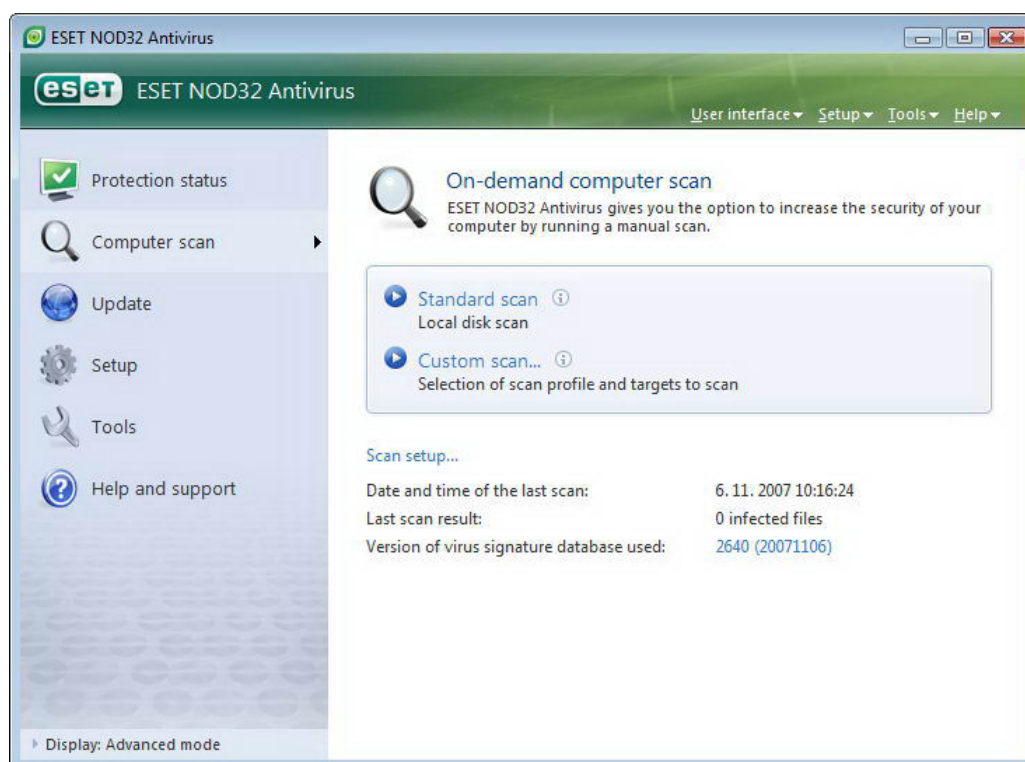 ESET NOD32 Antivirus
eset ESET NOD32 Antivirus
User interface Setup Tools Help
Protection status
Computer scan
Update
Setup
Tools
Help and support
Display: Advanced mode
On-demand computer scan
ESET NOD32 Antivirus gives you the option to increase the security of your
computer by running a manual scan.
Standard scan
Local disk scan
Custom scan...
Selection of scan profile and targets to scan
Scan setup...
Date and time of the last scan: 6. 11. 2007 10:16:24
Last scan result: 0 infected files
Version of virus signature database used: 2640 (20071106)